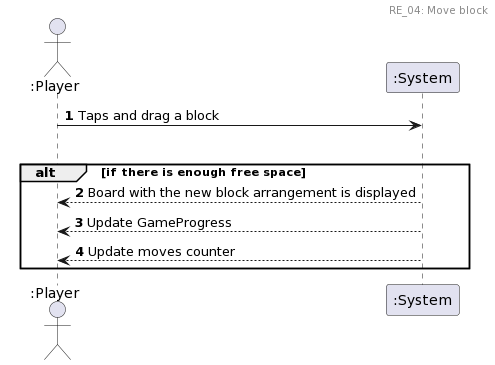 RE_04: Move block
:Player
:System
1 Taps and drag a block
alt [if there is enough free space]
2 Board with the new block arrangement is displayed
3 Update GameProgress
4 Update moves counter
:Player
:System